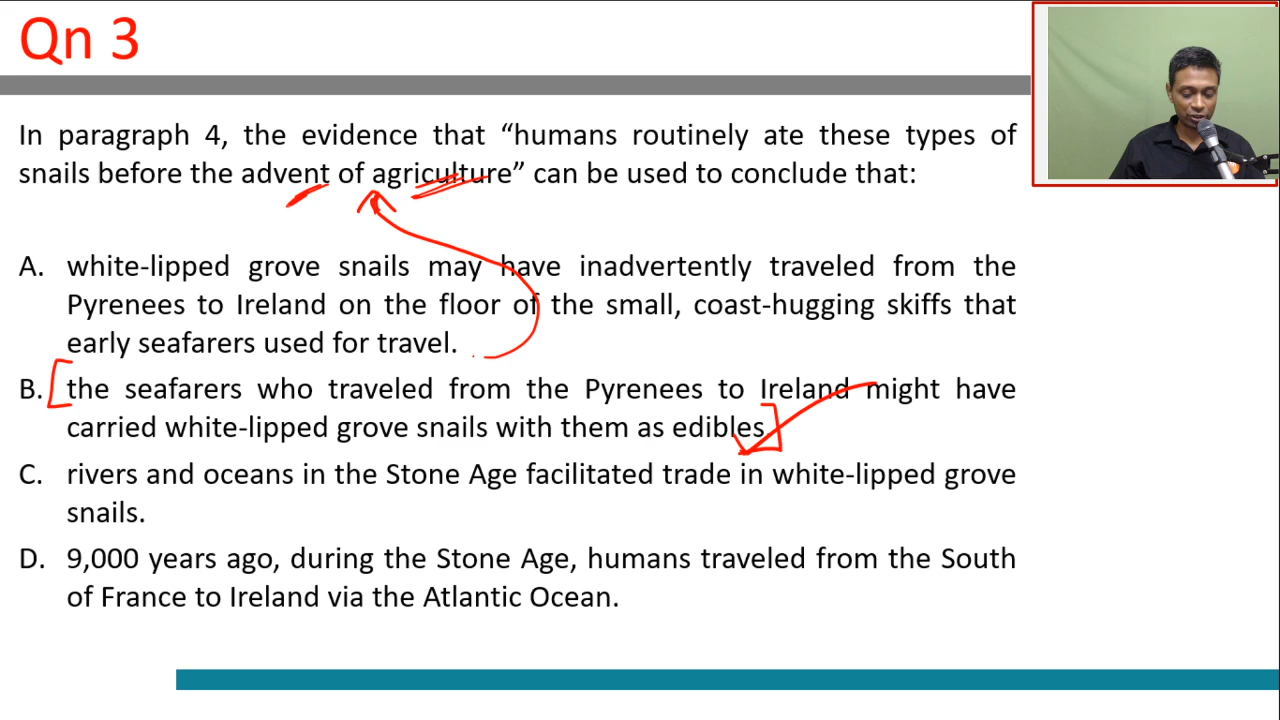 Qn 3
In paragraph 4, the evidence that “humans routinely ate these types of
snails before the advent of agriculture” can be used to conclude that:
A. white-lipped grove snails may have inadvertently traveled from the
Pyrenees to Ireland on the floor of the small, coast-hugging skiffs that
early seafarers used for travel.
B. the seafarers who traveled from the Pyrenees to Ireland might have
carried white-lipped grove snails with them as edibles.
C. rivers and oceans in the Stone Age facilitated trade in white-lipped grove
snails.
D. 9,000 years ago, during the Stone Age, humans traveled from the South
of France to Ireland via the Atlantic Ocean.